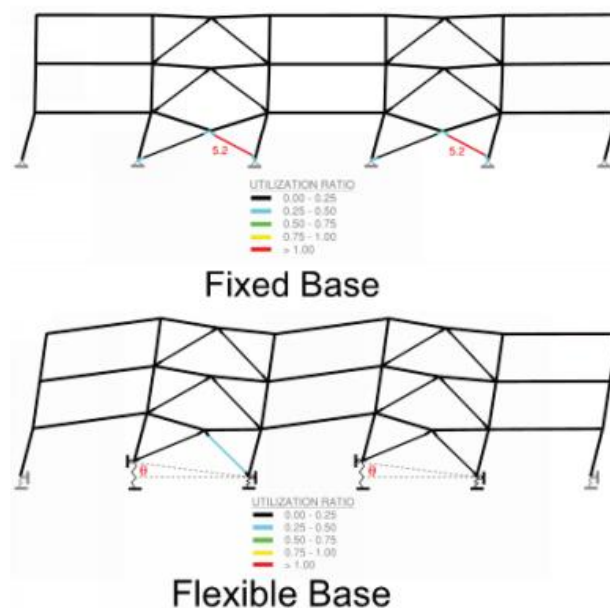 5.2
5.2
UTILIZATION RATIO
0.00 - 0.25
0.25 - 0.50
0.50 - 0.75
0.75 - 1.00
> 1.00
Fixed Base
θ
θ
UTILIZATION RATIO
0.00 - 0.25
0.25 - 0.50
0.50 - 0.75
0.75 - 1.00
> 1.00
Flexible Base